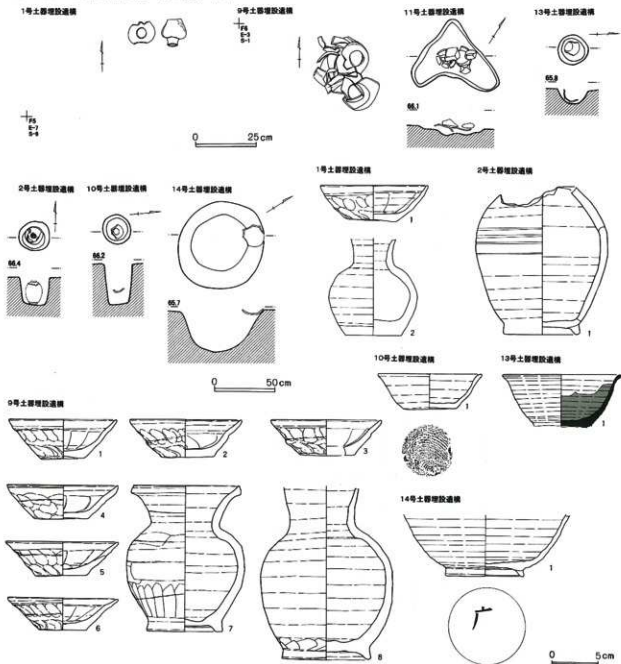 1号土器埋設遺構
9号土器埋設遺構
11号土器埋設遺構
13号土器埋設遺構
F6
E-3
S-1
65.8
66.1
F5
E-7
S-8
0 25cm
2号土器埋設遺構
10号土器埋設遺構
14号土器埋設遺構
66.4
66.2
65.7
0 50cm
1号土器埋設遺構
1
2
2号土器埋設遺構
1
10号土器埋設遺構
1
13号土器埋設遺構
1
9号土器埋設遺構
1
2
3
4
5
6
7
8
14号土器埋設遺構
1
0 5cm